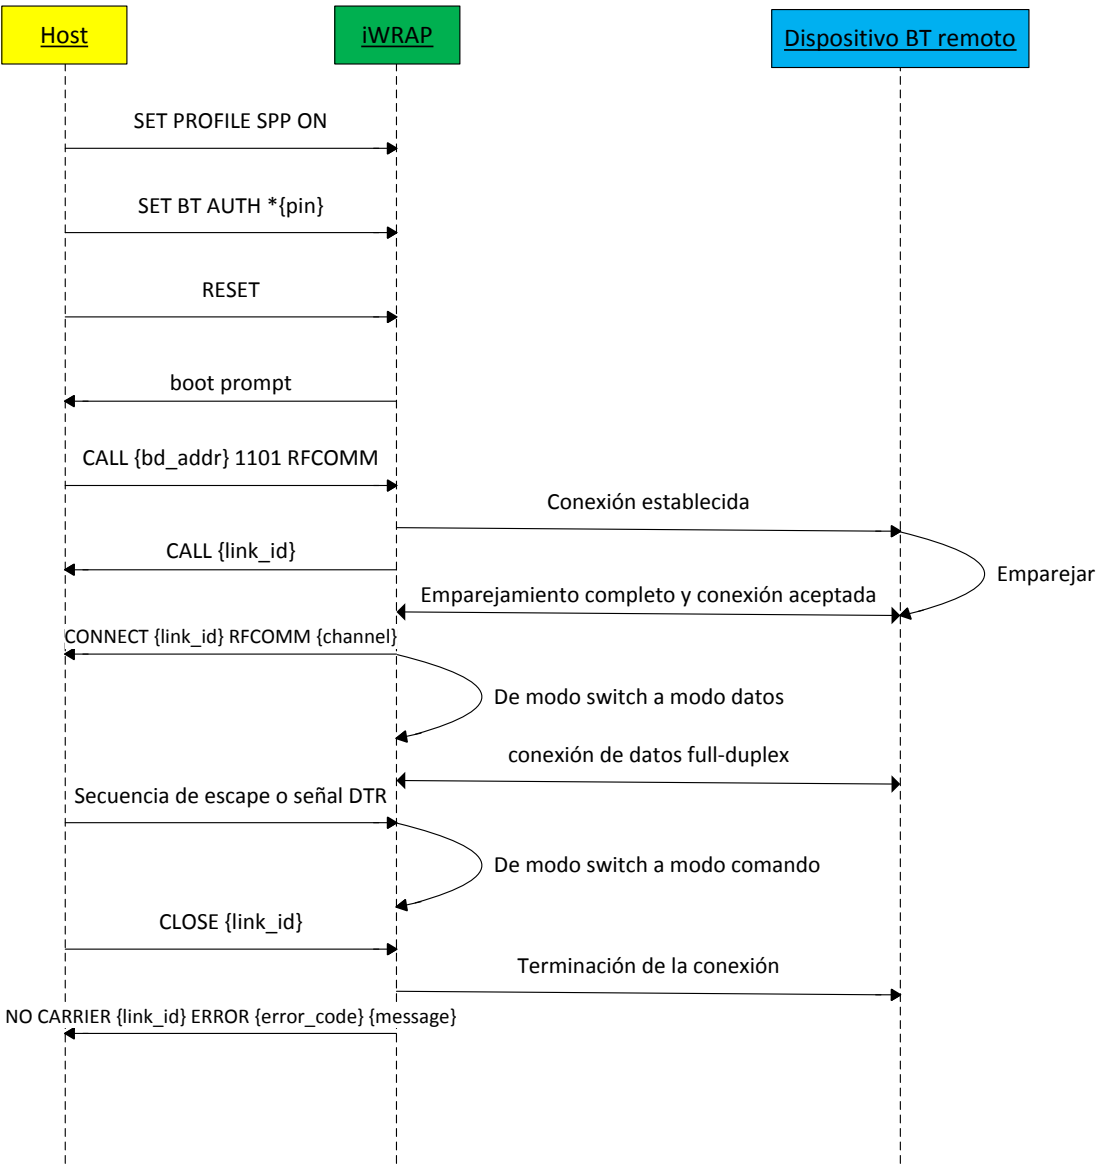 Host
iWRAP
Dispositivo BT remoto
SET PROFILE SPP ON
SET BT AUTH *{pin}
RESET
boot prompt
CALL {bd_addr} 1101 RFCOMM
Conexión establecida
CALL {link_id}
Emparejar
Emparejamiento completo y conexión aceptada
CONNECT {link_id} RFCOMM {channel}
De modo switch a modo datos
conexión de datos full-duplex
Secuencia de escape o señal DTR
De modo switch a modo comando
CLOSE {link_id}
Terminación de la conexión
NO CARRIER {link_id} ERROR {error_code} {message}